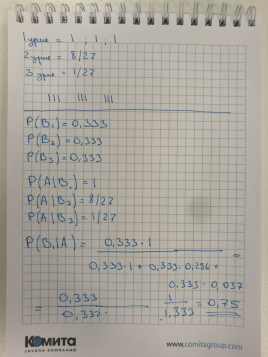 1 урне = 1 ; 1 ; 1
2 урне = 8/27
3 урне = 1/27
111 111 111
P(B₁) = 0,333
P(B₂) = 0,333
P(B₃) = 0,333
P(A|B₁) = 1
P(A|B₂) = 8/27
P(A|B₃) = 1/27
P(B₁|A) = 0,333·1 =
0,333·1 + 0,333·0,296 +
0,333·0,037
= 0,333 1 = 0,75
0,333· 1,333
КОМИТА
ГРУППА КОМПАНИЙ
www.comitagroup.com